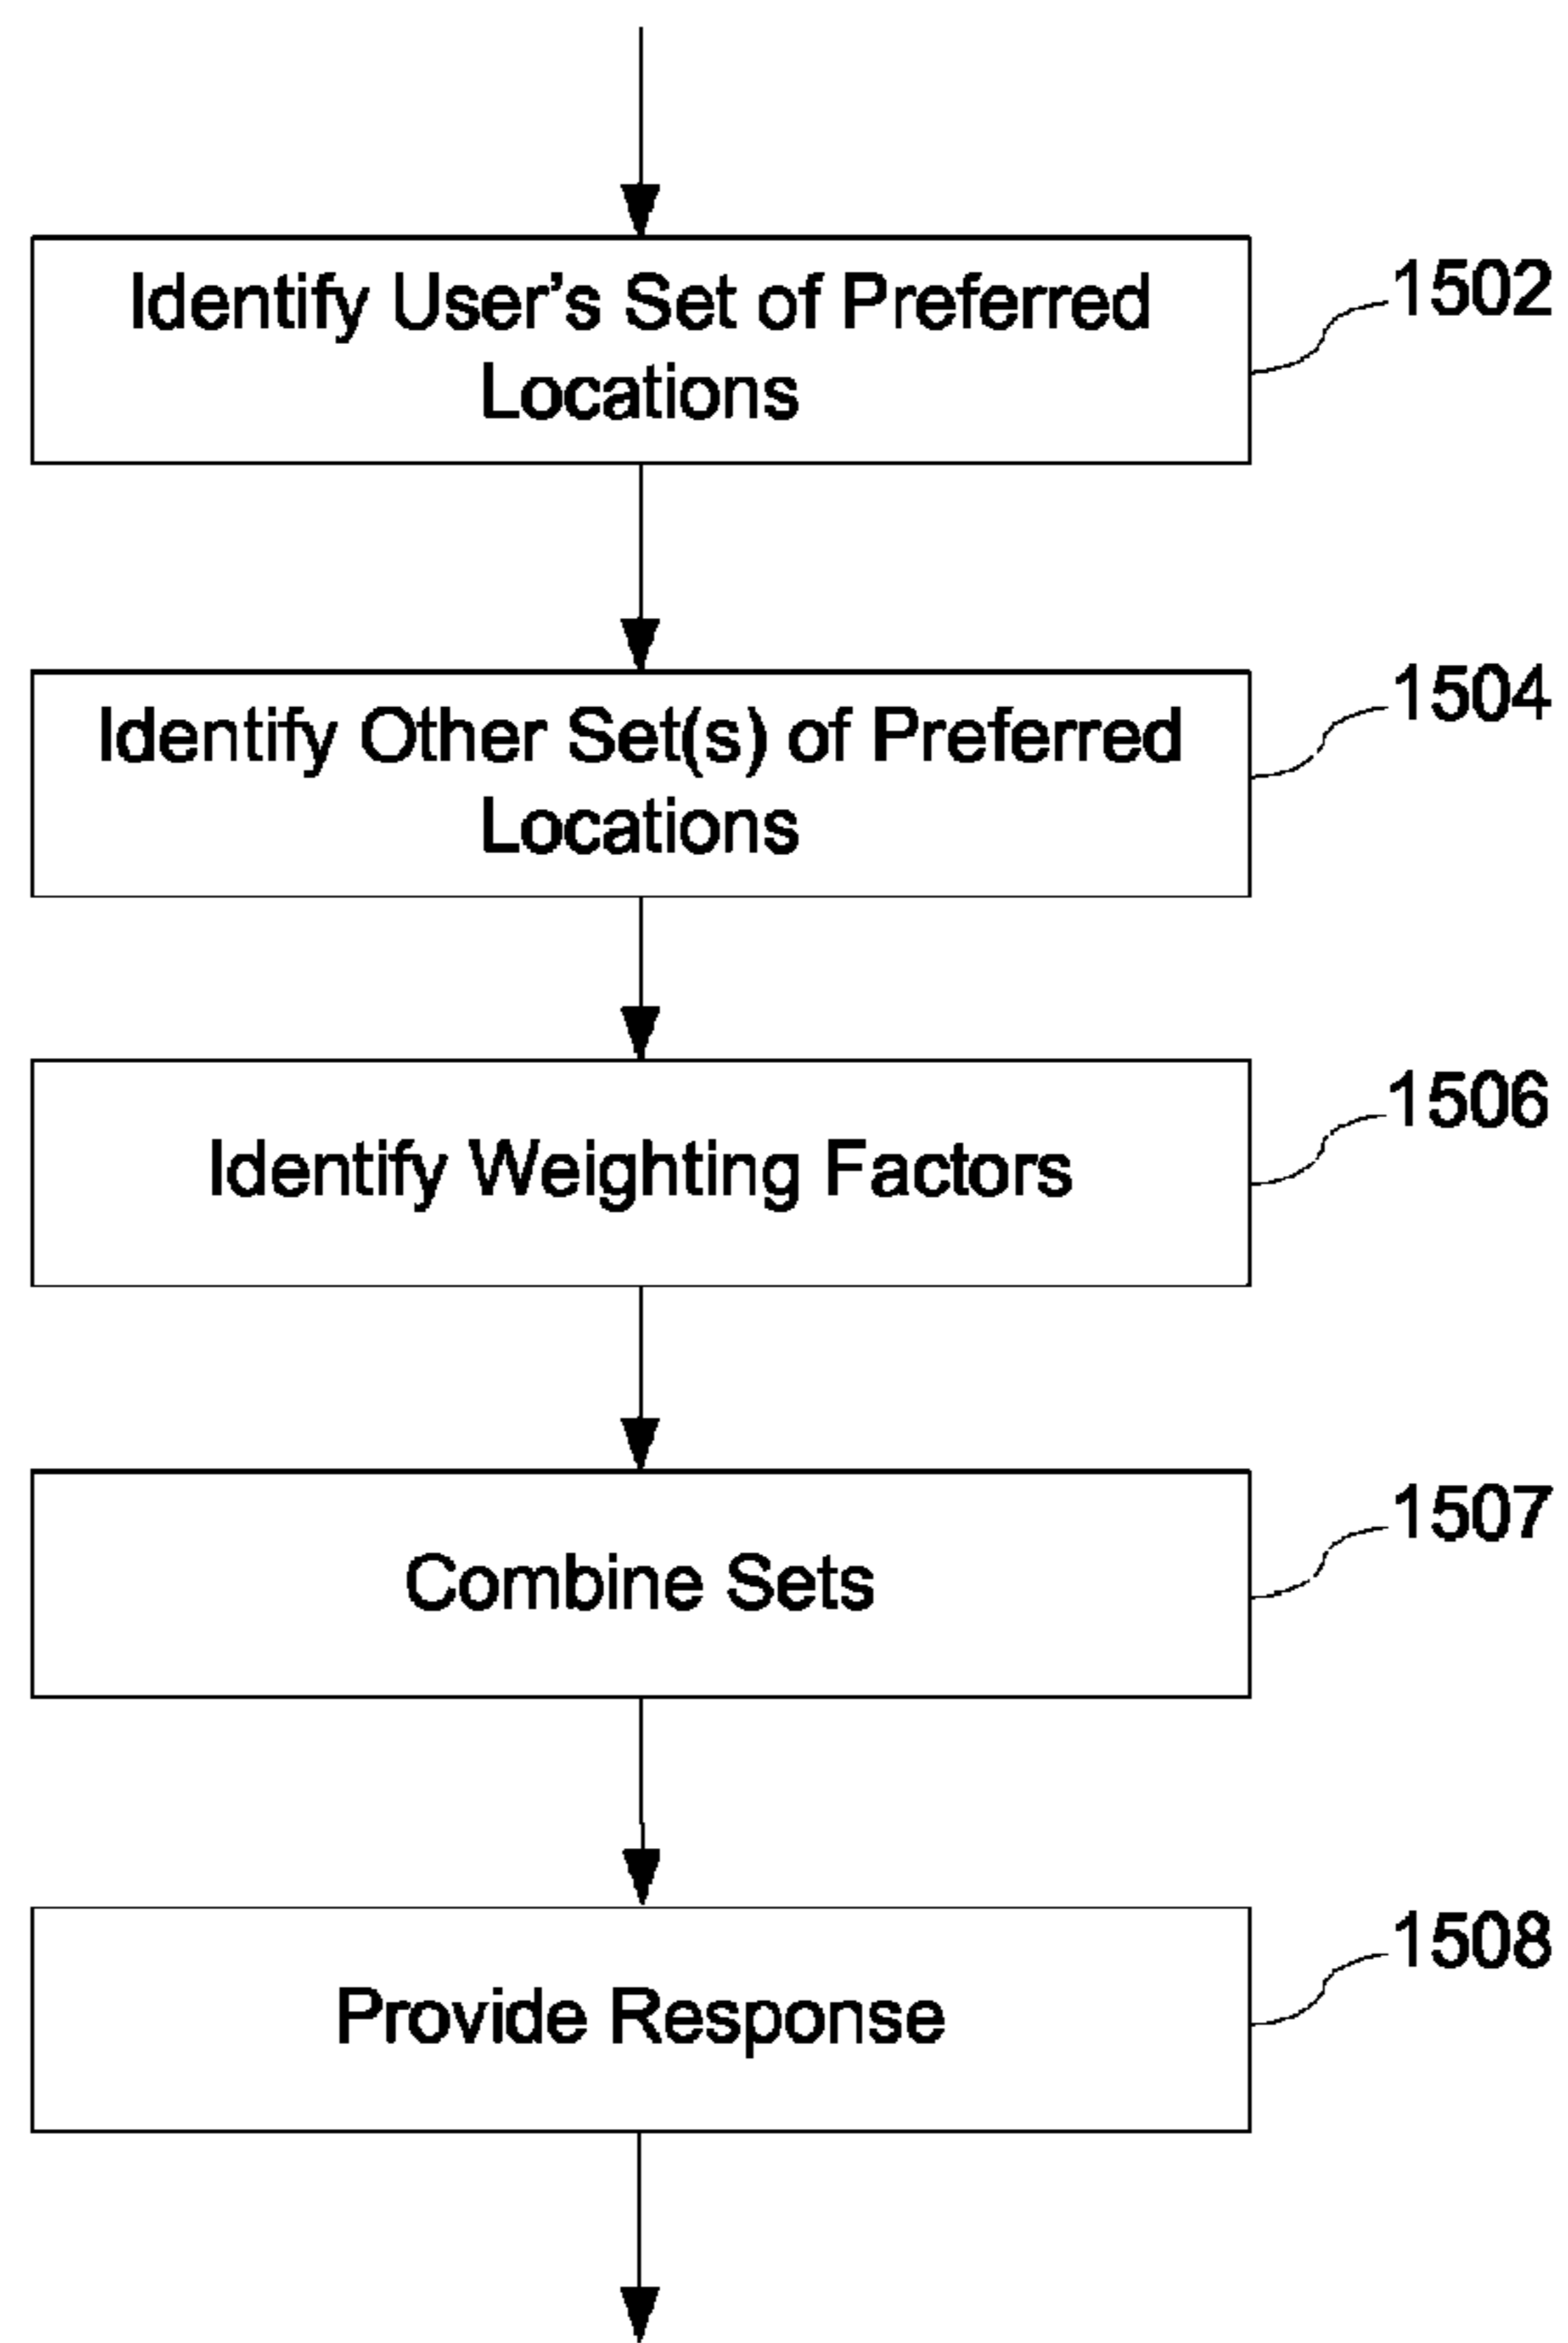 Identify User's Set of Preferred
Locations
1502
Identify Other Set(s) of Preferred
Locations
1504
Identify Weighting Factors
1506
Combine Sets
1507
Provide Response
1508